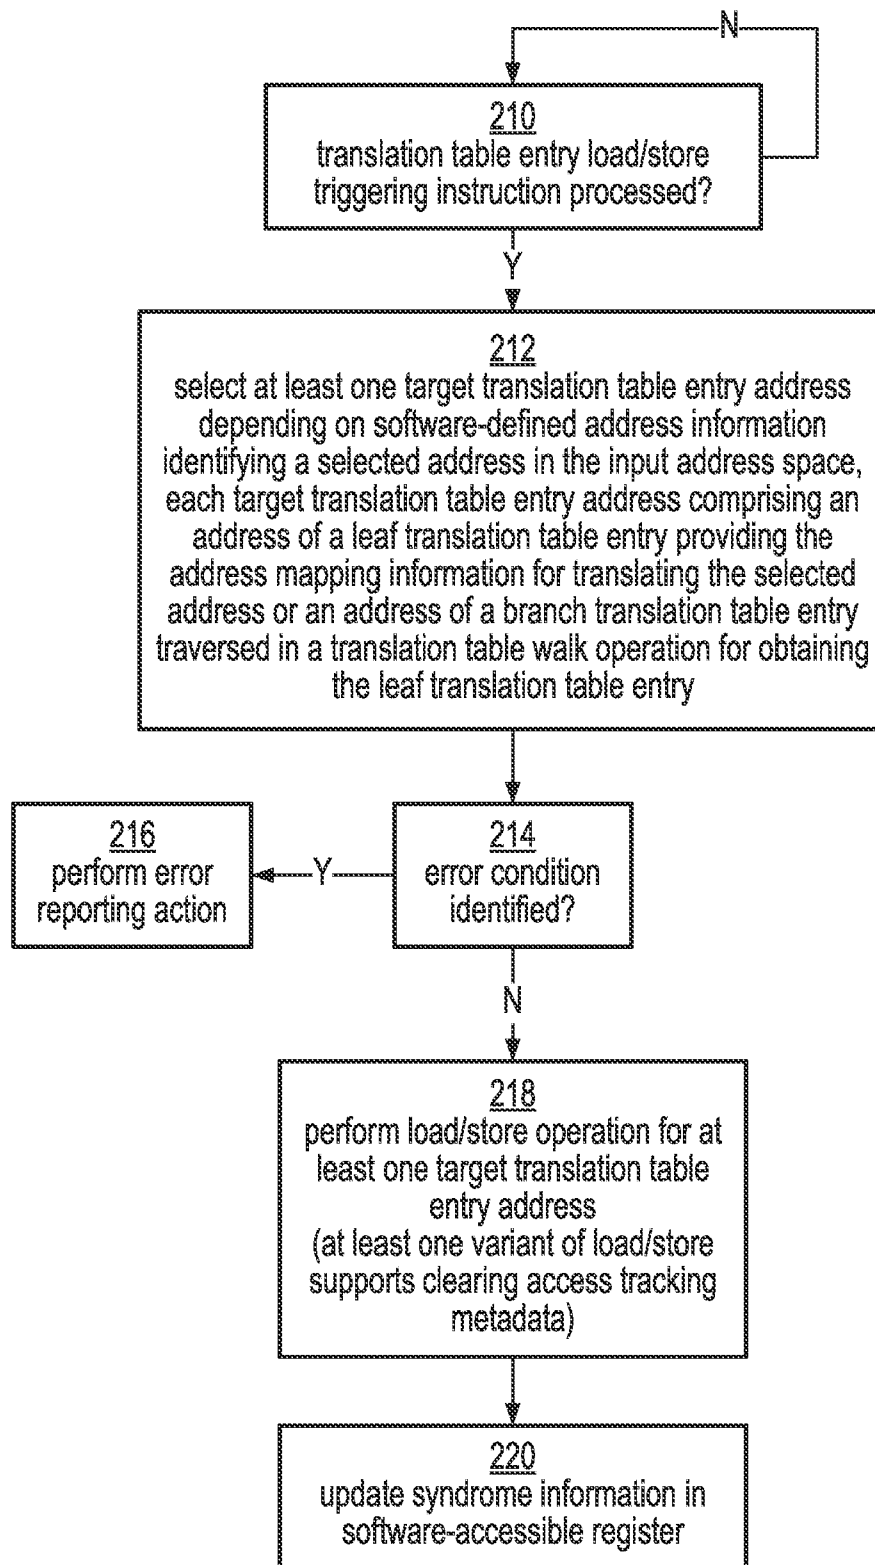 N
210
translation table entry load/store
triggering instruction processed?
Y
212
select at least one target translation table entry address
depending on software-defined address information
identifying a selected address in the input address space,
each target translation table entry address comprising an
address of a leaf translation table entry providing the
address mapping information for translating the selected
address or an address of a branch translation table entry
traversed in a translation table walk operation for obtaining
the leaf translation table entry
216
perform error
reporting action
Y
214
error condition
identified?
N
218
perform load/store operation for at
least one target translation table
entry address
(at least one variant of load/store
supports clearing access tracking
metadata)
220
update syndrome information in
software-accessible register